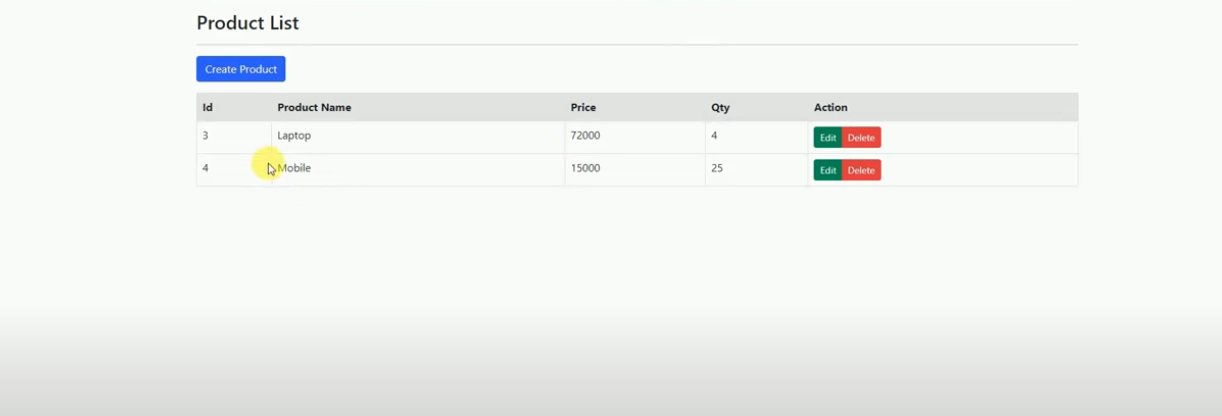 Product List
Create Product
Id Product Name Price Qty Action
3 Laptop 72000 4 Edit Delete
4 Mobile 15000 25 Edit Delete